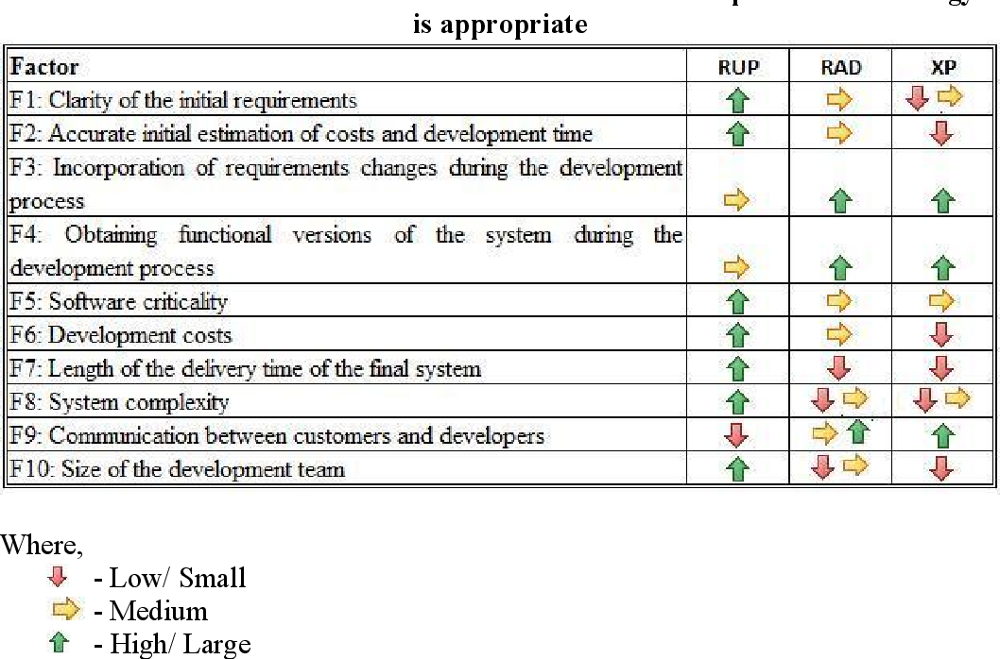 is appropriate
Factor RUP RAD XP
F1: Clarity of the initial requirements
F2: Accurate initial estimation of costs and development time
F3: Incorporation of requirements changes during the development
process
F4: Obtaining functional versions of the system during the
development process
F5: Software criticality
F6: Development costs
F7: Length of the delivery time of the final system
F8: System complexity
F9: Communication between customers and developers
F10: Size of the development team
Where,
- Low/ Small
- Medium
- High/ Large